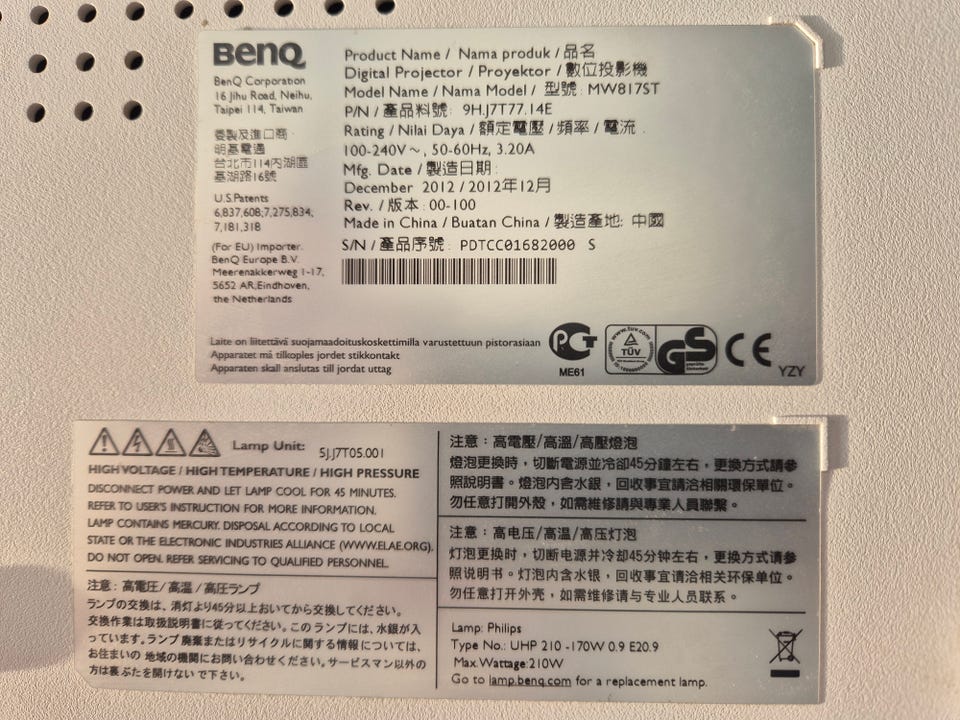 BenQ
BenQ Corporation
16 Jihu Road, Neihu,
Taipei 114, Taiwan
委製及進口商:
明基電通
台北市114內湖區
基湖路16號
U.S.Patents
6,837,608;7,275,834;
7,181,318
(For EU) Importer:
BenQ Europe B.V.
Meerenakkerweg 1-17,
5652 AR,Eindhoven,
the Netherlands
Product Name / Nama produk / 品名
Digital Projector / Proyektor / 數位投影機
Model Name / Nama Model / 型號: MW817ST
P/N / 產品料號: 9H.J7T77.14E
Rating / Nilai Daya / 額定電壓 / 頻率 / 電流 :
100-240V~, 50-60Hz, 3.20A
Mfg. Date / 製造日期:
December 2012 / 2012年12月
Rev. / 版本: 00-100
Made in China / Buatan China / 製造產地: 中國
S/N / 產品序號: PDTCC01682000 S
Laite on liitettävä suojamaadoituskoskettimilla varustettuun pistorasiaan
Apparatet må tilkoples jordet stikkontakt
Apparaten skall anslutas till jordat uttag
PCT
ME61
www.tuv.com
TÜV
GS
CE
YZY
Lamp Unit: 5J.J7T05.001
HIGH VOLTAGE / HIGH TEMPERATURE / HIGH PRESSURE
DISCONNECT POWER AND LET LAMP COOL FOR 45 MINUTES.
REFER TO USER'S INSTRUCTION FOR MORE INFORMATION.
LAMP CONTAINS MERCURY. DISPOSAL ACCORDING TO LOCAL
STATE OR THE ELECTRONIC INDUSTRIES ALLIANCE (WWW.ELAE.ORG).
DO NOT OPEN. REFER SERVICING TO QUALIFIED PERSONNEL.
注意: 高電圧/高温/高圧ランプ
ランプの交換は、消灯より45分以上おいてから交換してください。
交換作業は取扱説明書に従ってください。このランプには、水銀が入
っています。ランプ廃棄またはリサイクルに関する情報については、
お住まいの地域の機関にお問い合わせください。サービスマン以外の
方は裏ぶたを開けないで下さい。
注意:高電壓/高溫/高壓燈泡
燈泡更換時,切斷電源並冷卻45分鐘左右,更換方式請參
照說明書。燈泡內含水銀,回收事宜請洽相關環保單位。
勿任意打開外殼,如需維修請與專業人員聯繫。
注意:高电压/高温/高压灯泡
灯泡更换时,切断电源并冷却45分钟左右,更换方式请参
照说明书。灯泡内含水银,回收事宜请洽相关环保单位。
勿任意打开外壳,如需维修请与专业人员联系。
Lamp: Philips
Type No.: UHP 210 -170W 0.9 E20.9
Max.Wattage:210W
Go to lamp.benq.com for a replacement lamp.